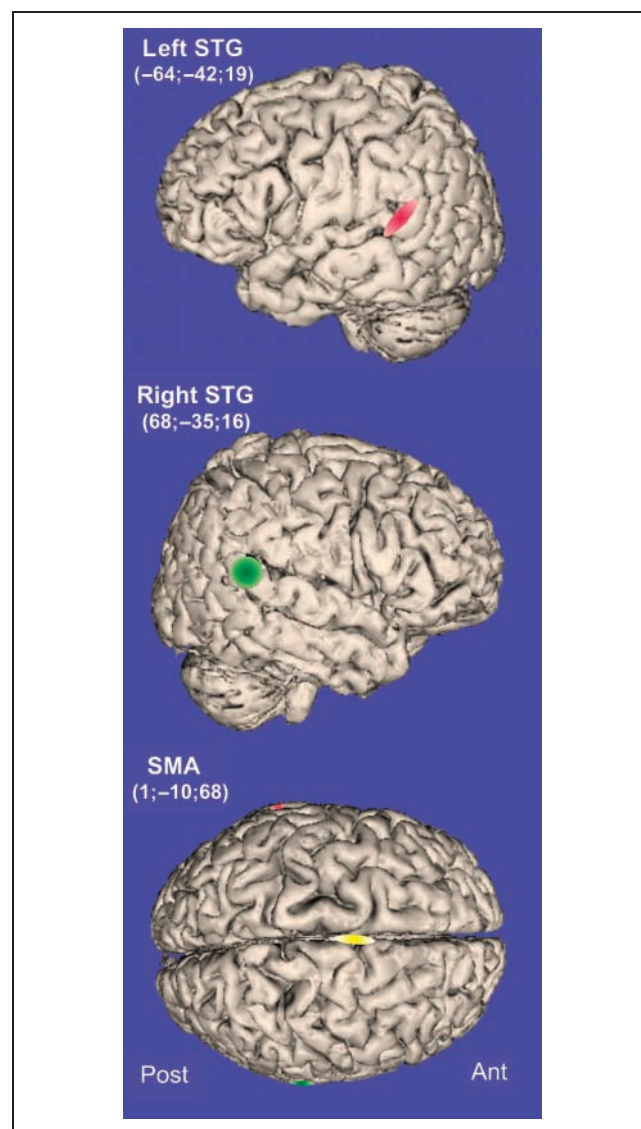 Left STG
(–64;–42;19)
Right STG
(68;–35;16)
SMA
(1;–10;68)
Post
Ant